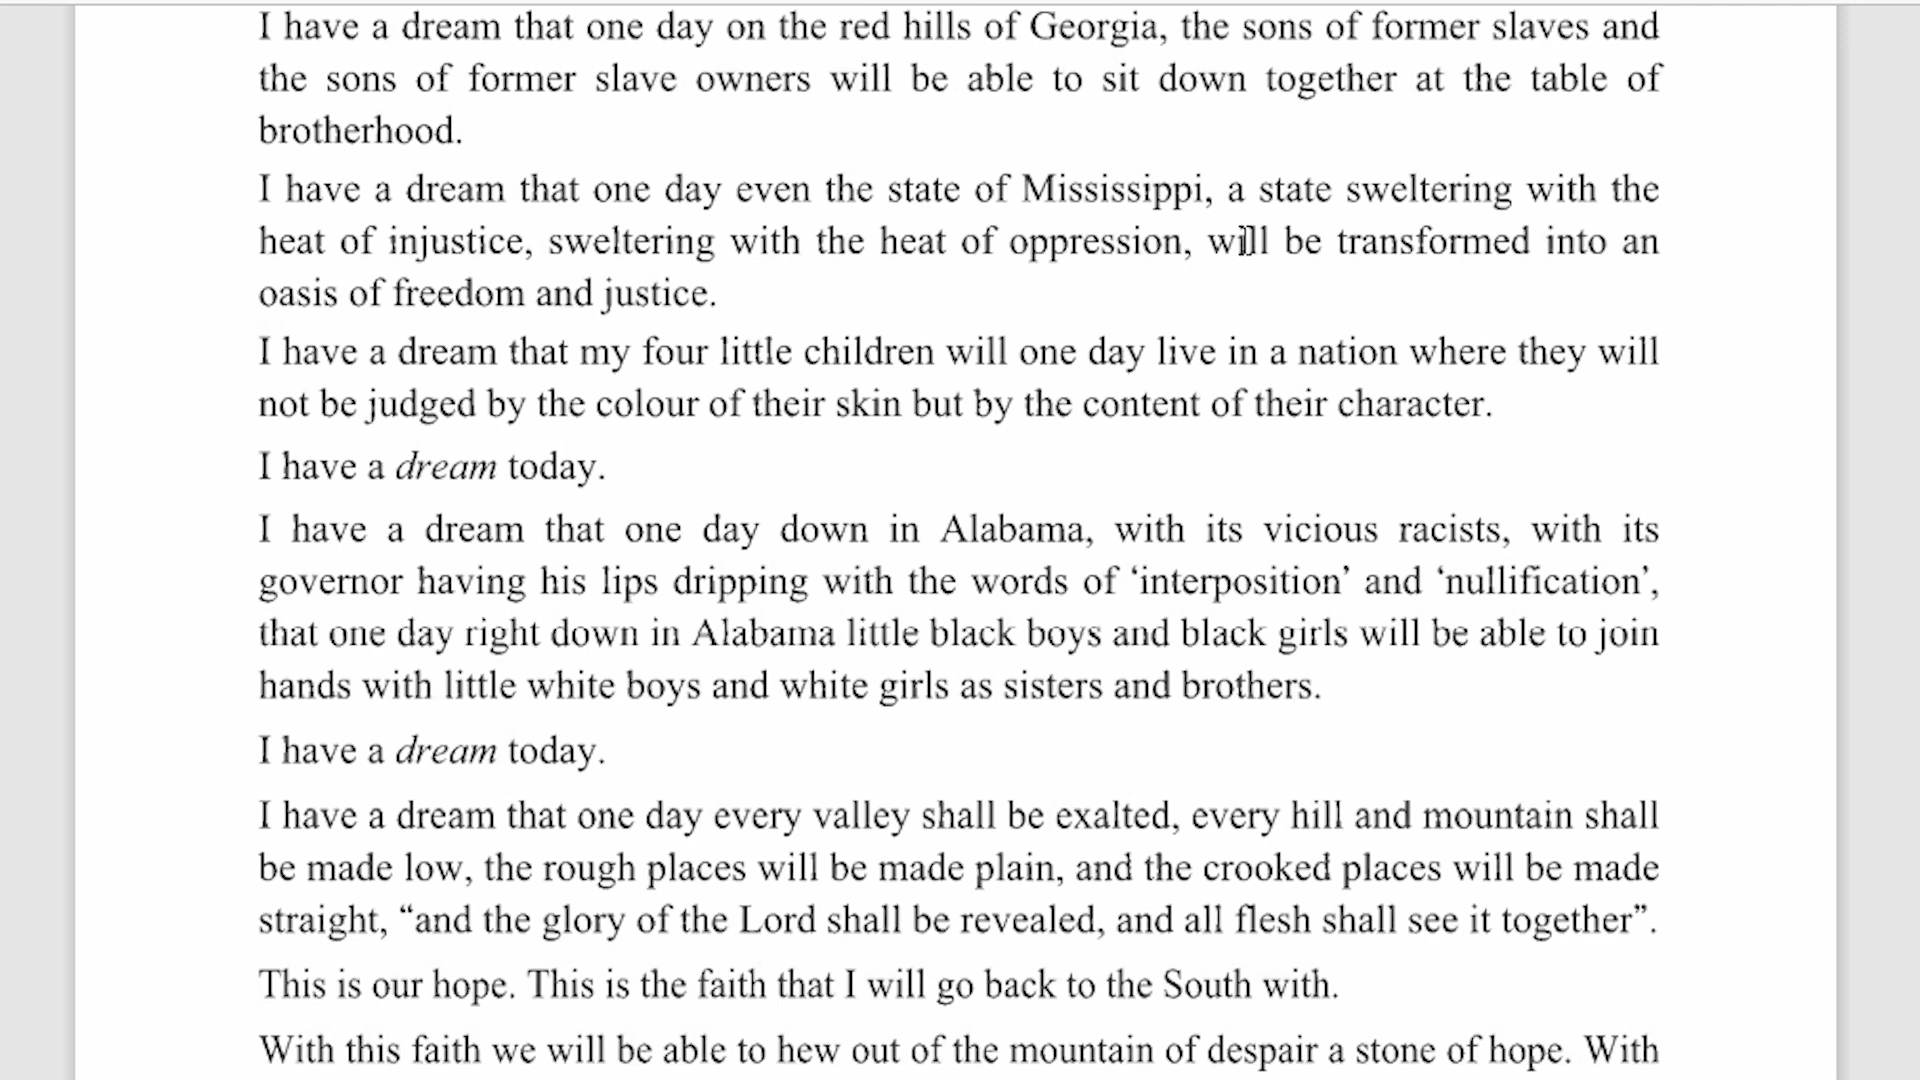 I have a dream that one day on the red hills of Georgia, the sons of former slaves and
the sons of former slave owners will be able to sit down together at the table of
brotherhood.
I have a dream that one day even the state of Mississippi, a state sweltering with the
heat of injustice, sweltering with the heat of oppression, will be transformed into an
oasis of freedom and justice.
I have a dream that my four little children will one day live in a nation where they will
not be judged by the colour of their skin but by the content of their character.
I have a dream today.
I have a dream that one day down in Alabama, with its vicious racists, with its
governor having his lips dripping with the words of ‘interposition’ and ‘nullification’,
that one day right down in Alabama little black boys and black girls will be able to join
hands with little white boys and white girls as sisters and brothers.
I have a dream today.
I have a dream that one day every valley shall be exalted, every hill and mountain shall
be made low, the rough places will be made plain, and the crooked places will be made
straight, “and the glory of the Lord shall be revealed, and all flesh shall see it together”.
This is our hope. This is the faith that I will go back to the South with.
With this faith we will be able to hew out of the mountain of despair a stone of hope. With